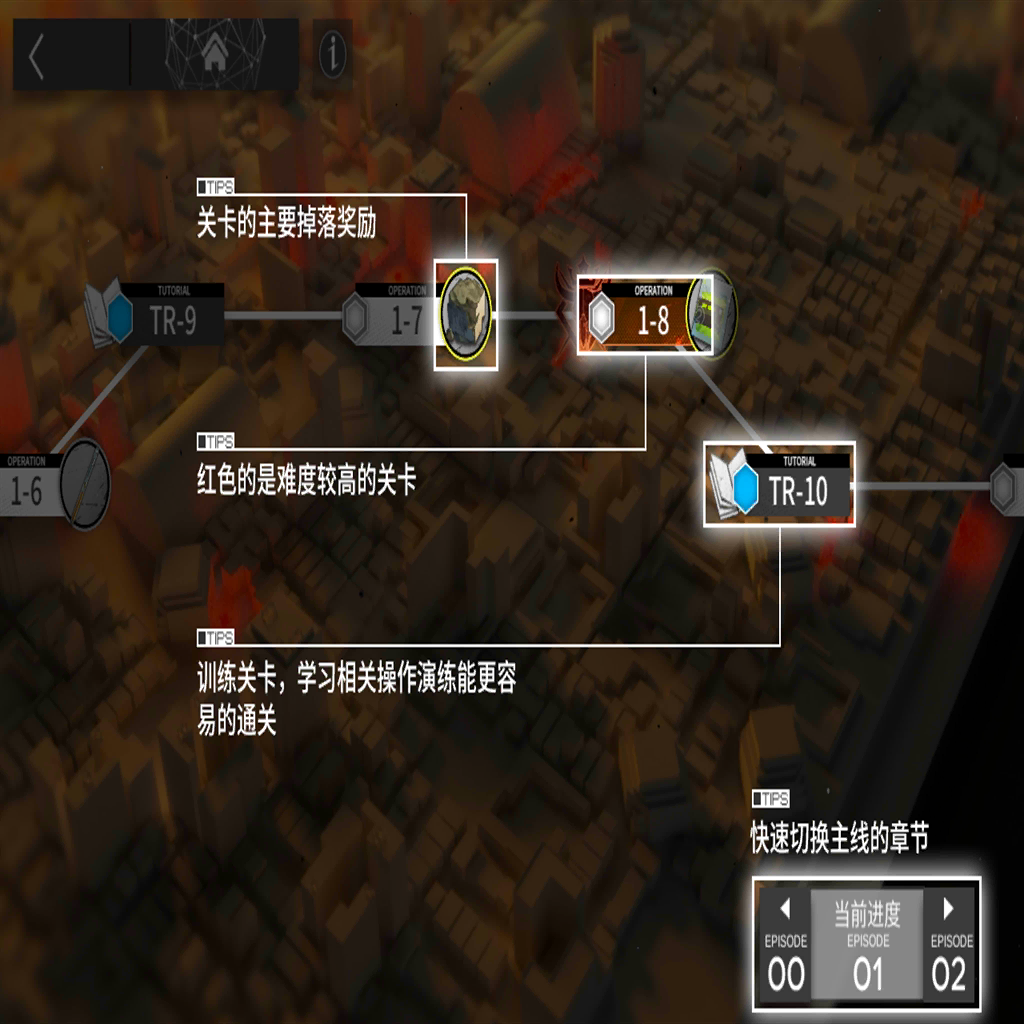 TIPS
关卡的主要掉落奖励
TUTORIAL
TR-9
OPERATION
1-7
OPERATION
1-8
TIPS
红色的是难度较高的关卡
OPERATION
1-6
TUTORIAL
TR-10
TIPS
训练关卡，学习相关操作演练能更容
易的通关
TIPS
快速切换主线的章节
当前进度
EPISODE
00
EPISODE
01
EPISODE
02